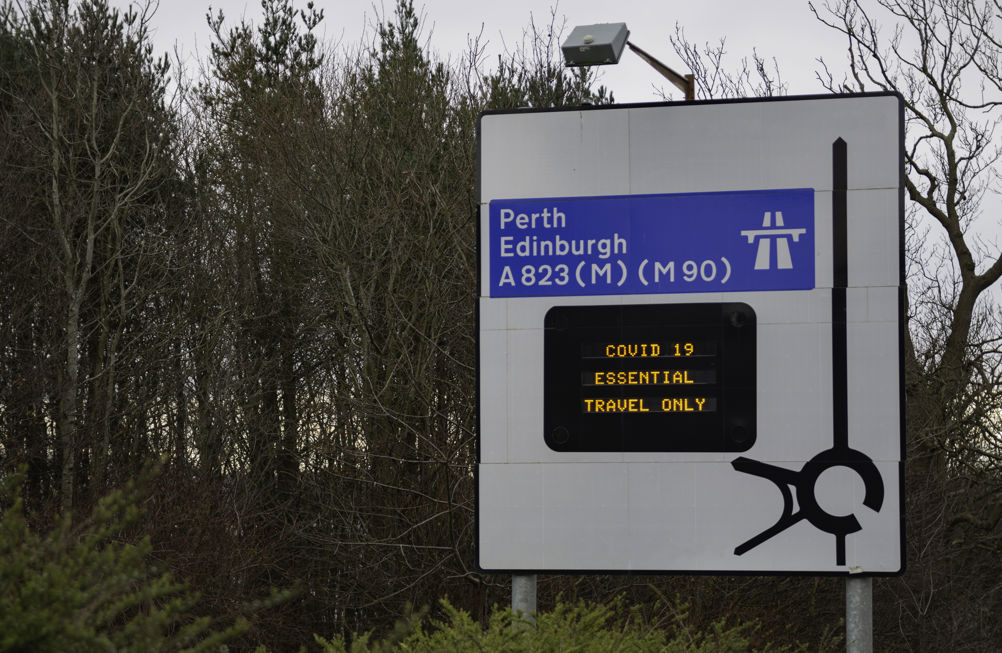 Perth
Edinburgh
A823(M) (M90)
COVID 19
ESSENTIAL
TRAVEL ONLY